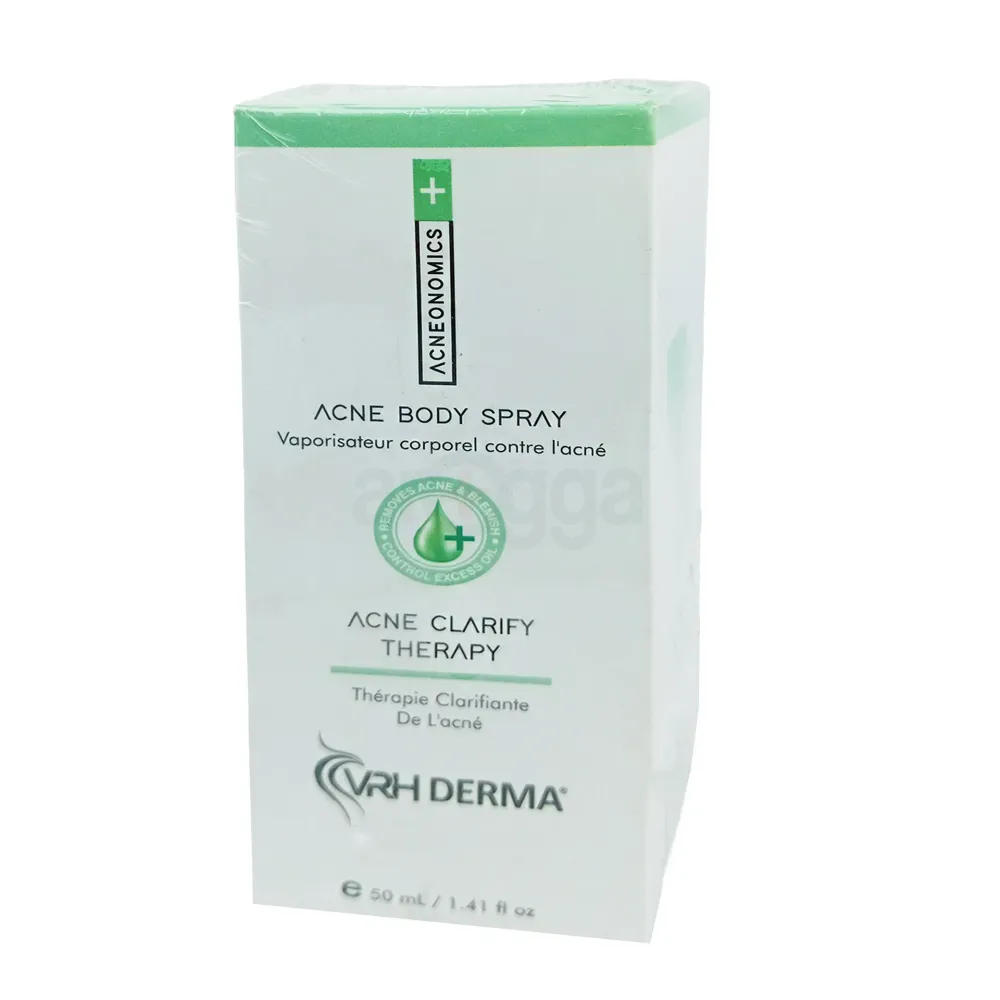 +
ACNEONOMICS
ACNE BODY SPRAY
Vaporisateur corporel contre l'acné
arogga
REMOVES ACNE & BLEMISH
CONTROL EXCESS OIL
+
ACNE CLARIFY
THERAPY
Thérapie Clarifiante
De L'acné
VRH DERMA®
e 50 mL / 1.41 fl oz